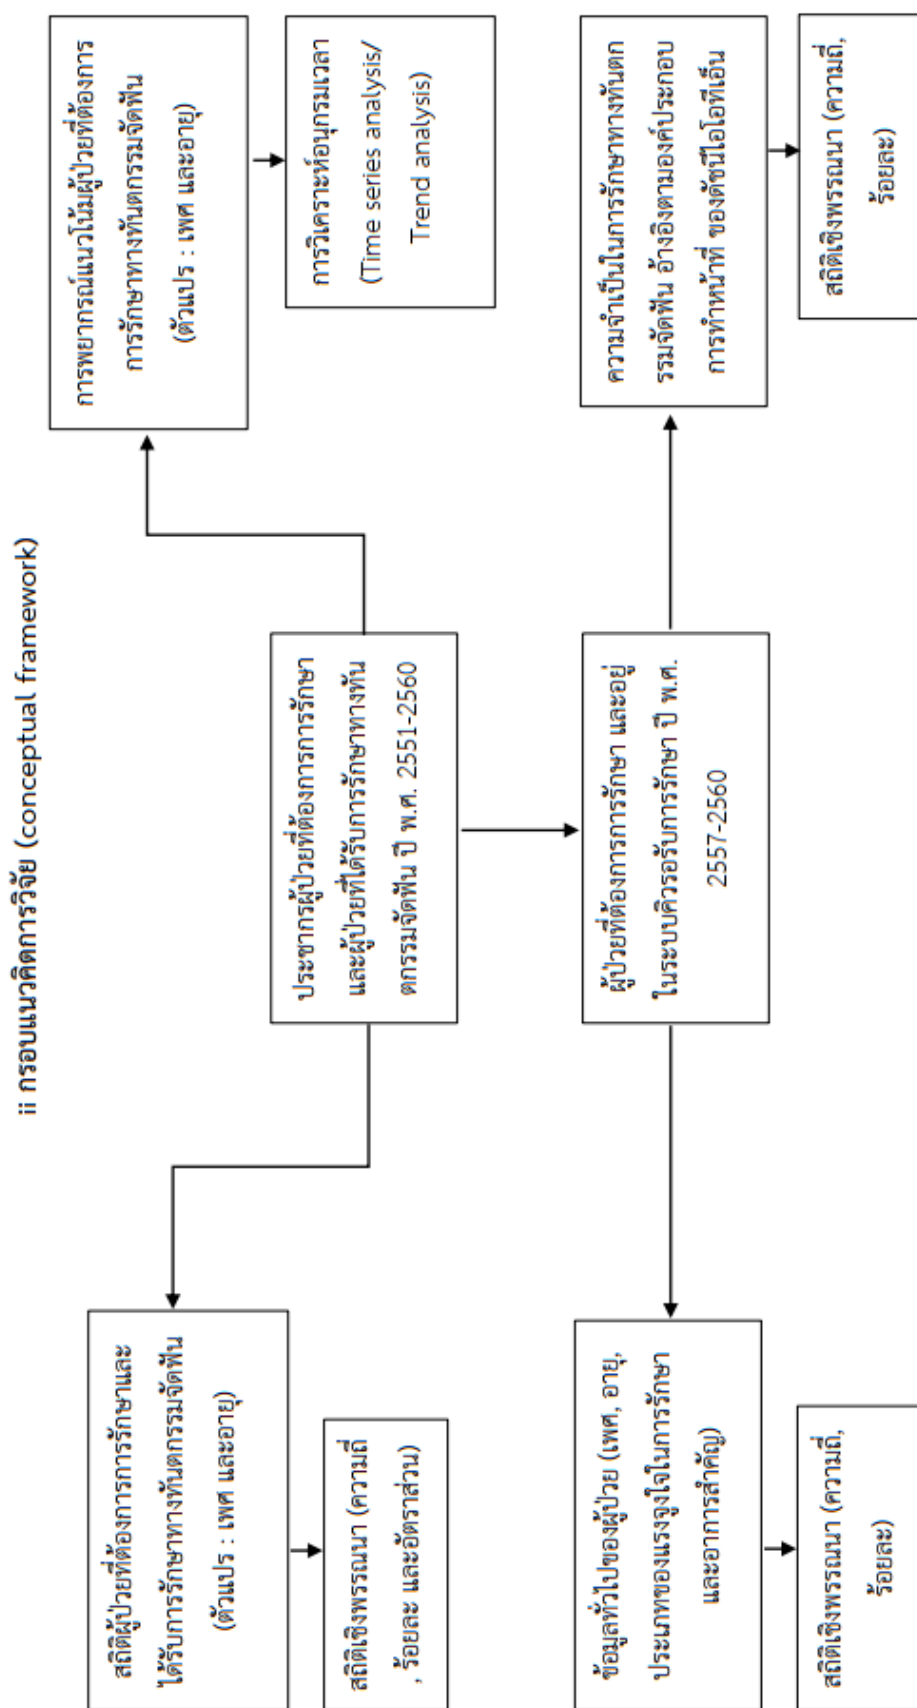 ii กรอบแนวคิดการวิจัย (conceptual framework)
สถิติผู้ป่วยที่ต้องการการรักษาและ
ได้รับการรักษาทางทันตกรรมจัดฟัน
(ตัวแปร : เพศ และอายุ)
สถิติเชิงพรรณนา (ความถี่
, ร้อยละ และอัตราส่วน)
ประชากรผู้ป่วยที่ต้องการการรักษา
และผู้ป่วยที่ได้รับการรักษาทางทัน
ตกรรมจัดฟัน ปี พ.ศ. 2551-2560
การพยากรณ์แนวโน้มผู้ป่วยที่ต้องการ
การรักษาทางทันตกรรมจัดฟัน
(ตัวแปร : เพศ และอายุ)
การวิเคราะห์อนุกรมเวลา
(Time series analysis/
Trend analysis)
ข้อมูลทั่วไปของผู้ป่วย (เพศ, อายุ,
ประเภทของแรงจูงใจในการรักษา
และอาการสำคัญ)
สถิติเชิงพรรณนา (ความถี่,
ร้อยละ)
ผู้ป่วยที่ต้องการการรักษา และอยู่
ในระบบคิวรอรับการรักษา ปี พ.ศ.
2557-2560
ความจำเป็นในการรักษาทางทันตก
รรมจัดฟัน อ้างอิงตามองค์ประกอบ
การทำหน้าที่ ของดัชนีไอโอทีเอ็น
สถิติเชิงพรรณนา (ความถี่,
ร้อยละ)